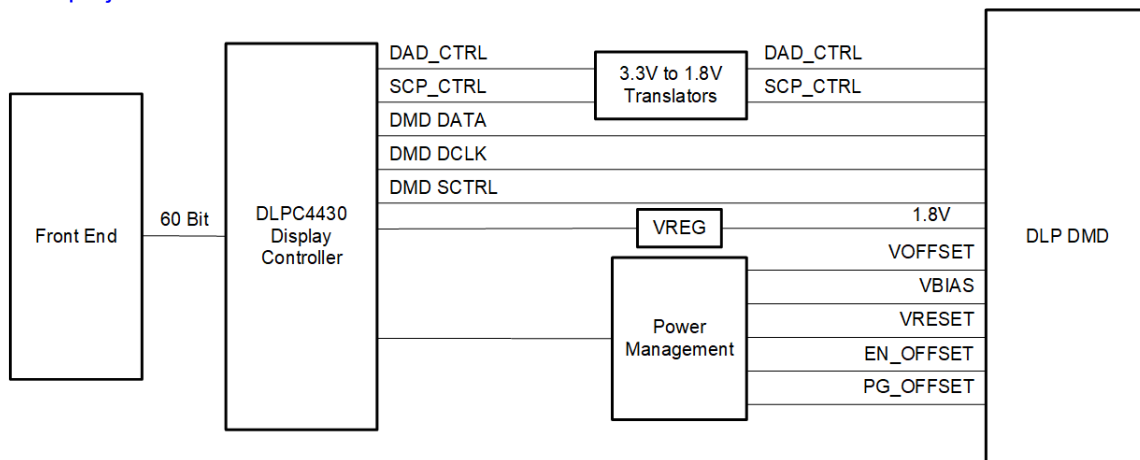 DAD_CTRL
SCP_CTRL
DMD DATA
DMD DCLK
DMD SCTRL
3.3V to 1.8V
Translators
DAD_CTRL
SCP_CTRL
60 Bit
Front End
DLPC4430
Display
Controller
VREG
1.8V
DLP DMD
VOFFSET
VBIAS
VRESET
EN_OFFSET
PG_OFFSET
Power
Management